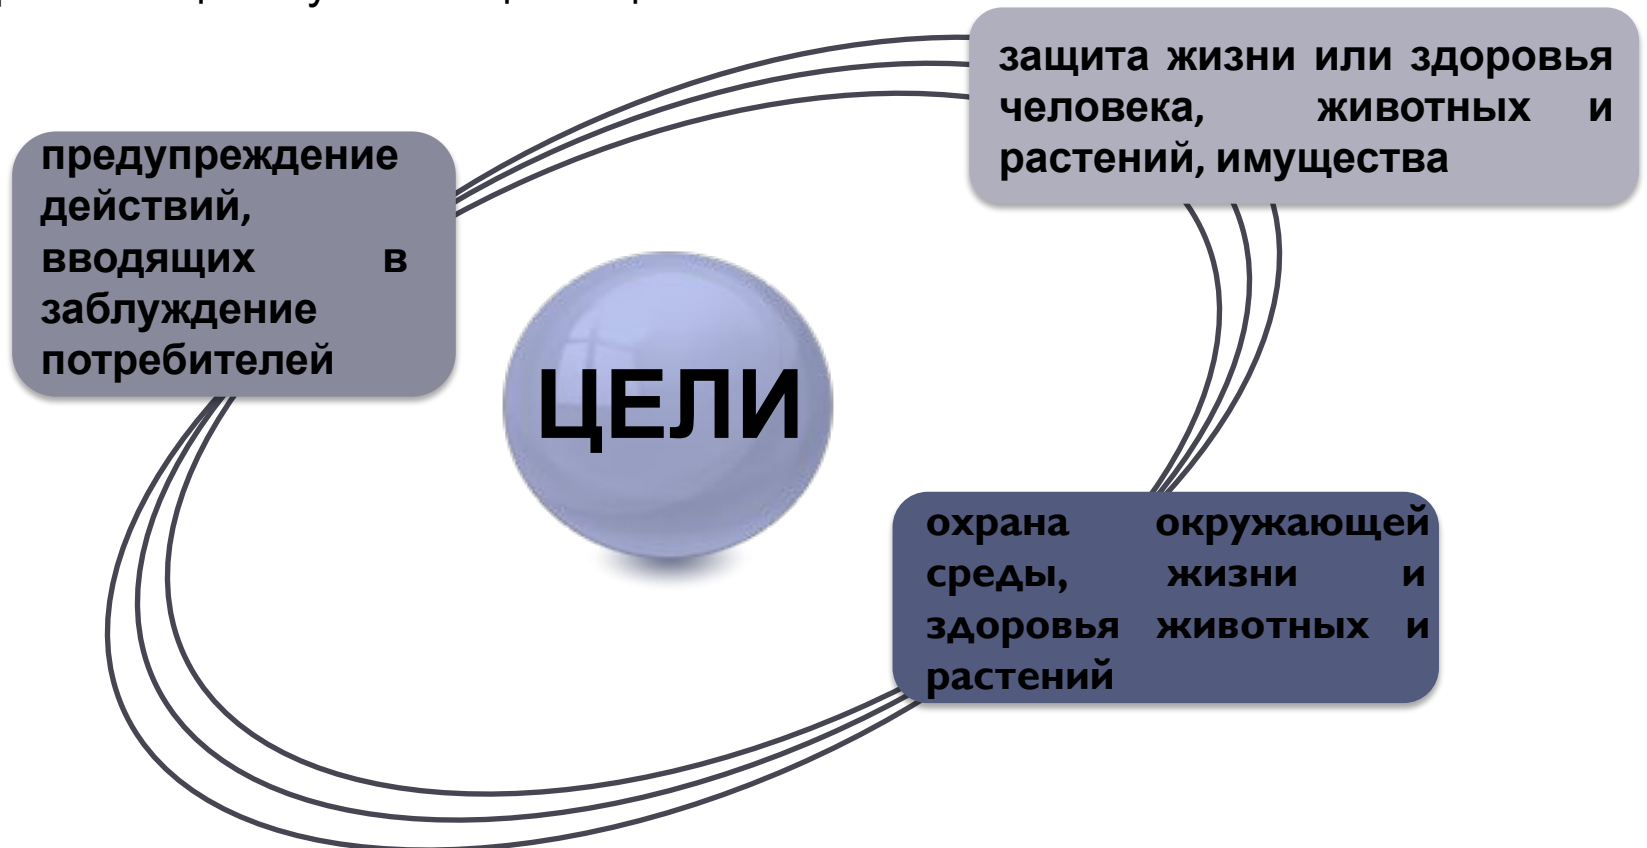 защита жизни или здоровья
человека, животных и
растений, имущества
предупреждение
действий,
вводящих в
заблуждение
потребителей
ЦЕЛИ
охрана окружающей
среды, жизни и
здоровья животных и
растений